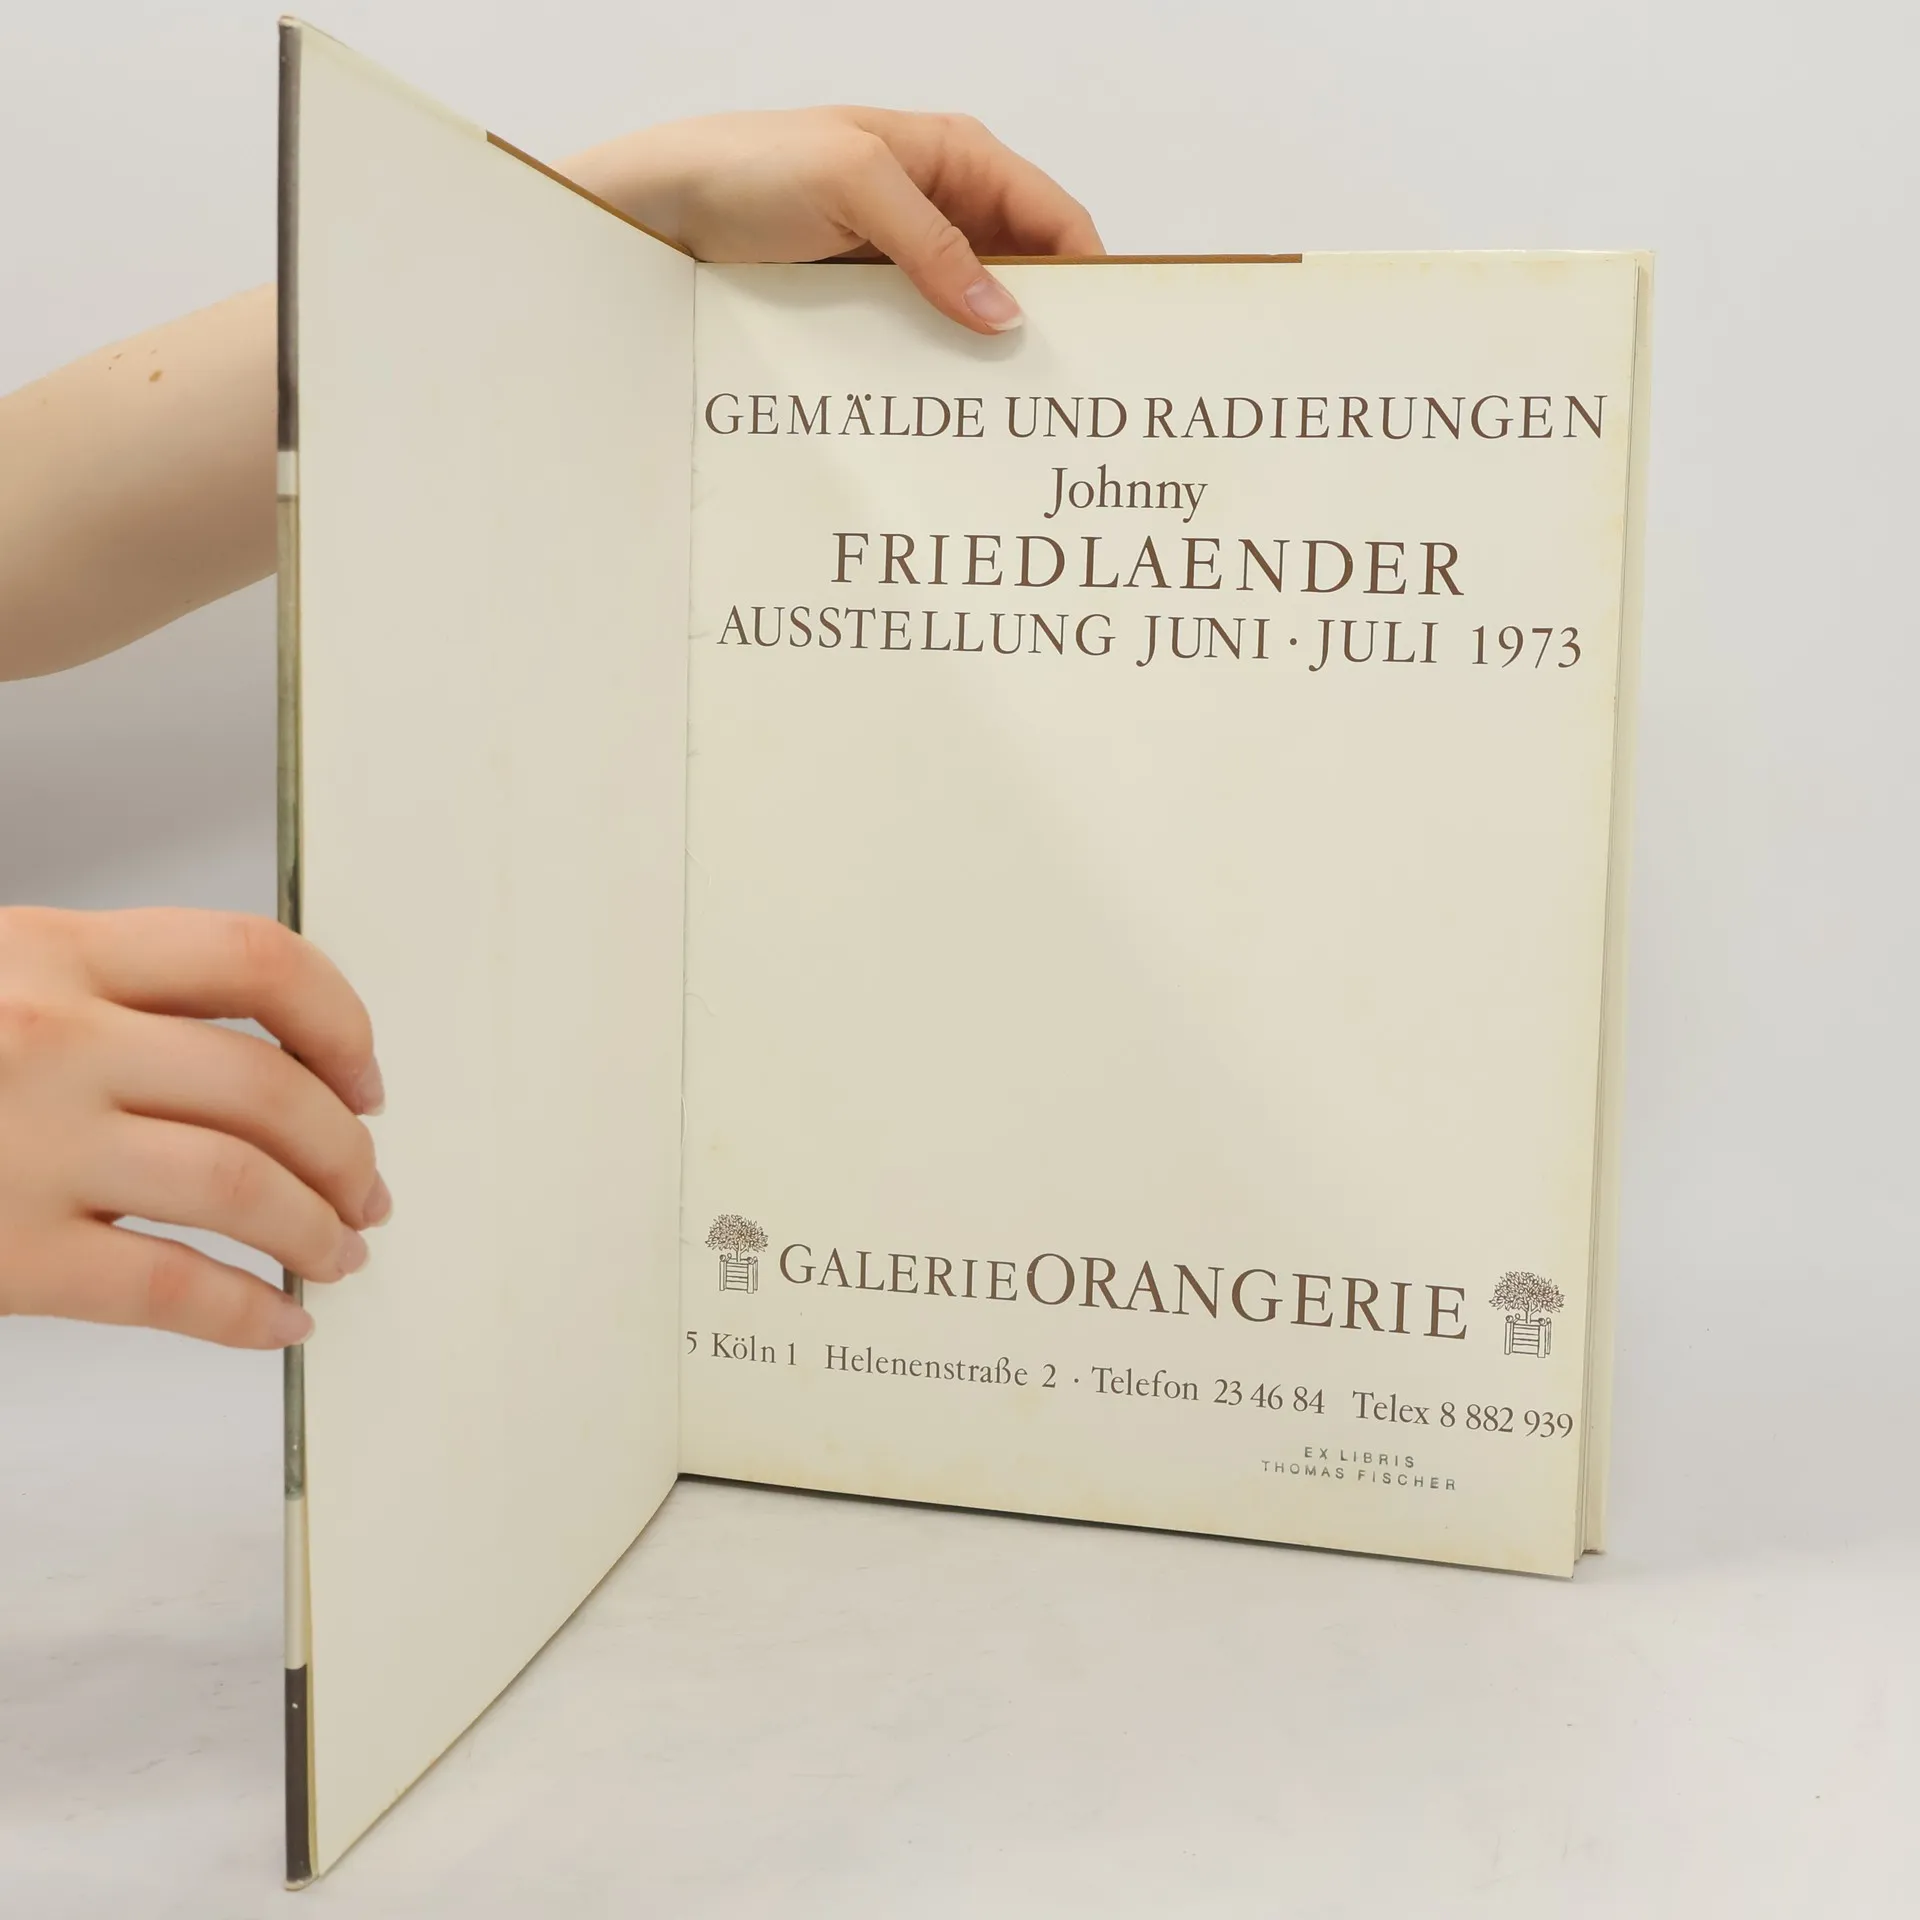 GEMÄLDE UND RADIERUNGEN
Johnny
FRIEDLAENDER
AUSSTELLUNG JUNI · JULI 1973
GALERIE ORANGERIE
5 Köln 1 Helenenstraße 2 · Telefon 23 46 84 Telex 8 882 939
EX LIBRIS
THOMAS FISCHER